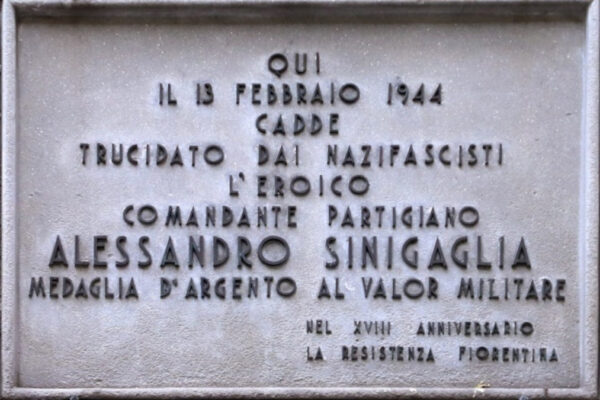 QUI
IL 13 FEBBRAIO 1944
CADDE
TRUCIDATO DAI NAZIFASCISTI
L'EROICO
COMANDANTE PARTIGIANO
ALESSANDRO SINIGAGLIA
MEDAGLIA D'ARGENTO AL VALOR MILITARE
NEL XVIII ANNIVERSARIO
LA RESISTENZA FIORENTINA